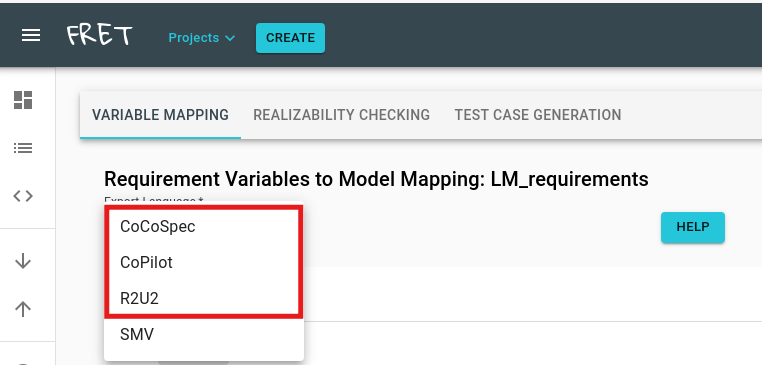 FRET
Projects
CREATE
VARIABLE MAPPING
REALIZABILITY CHECKING
TEST CASE GENERATION
Requirement Variables to Model Mapping: LM_requirements
Export Language *
CoCoSpec
CoPilot
R2U2
SMV
HELP